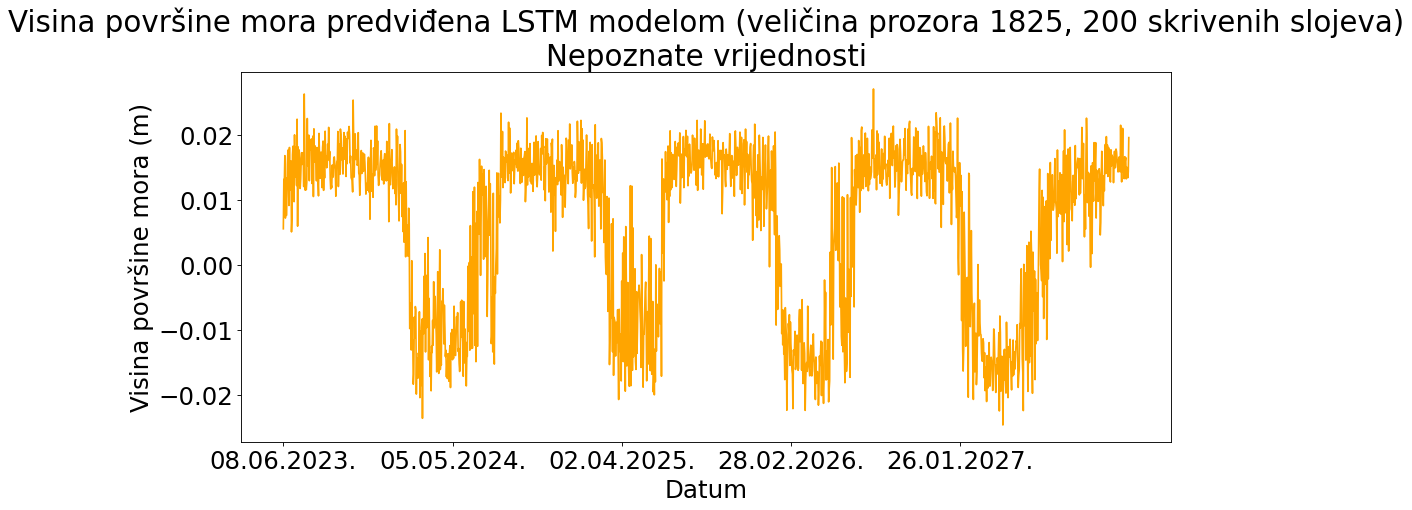 Visina površine mora predviđena LSTM modelom (veličina prozora 1825, 200 skrivenih slojeva)
Nepoznate vrijednosti
Visina površine mora (m)
0.02
0.01
0.00
−0.01
−0.02
08.06.2023. 05.05.2024. 02.04.2025. 28.02.2026. 26.01.2027.
Datum